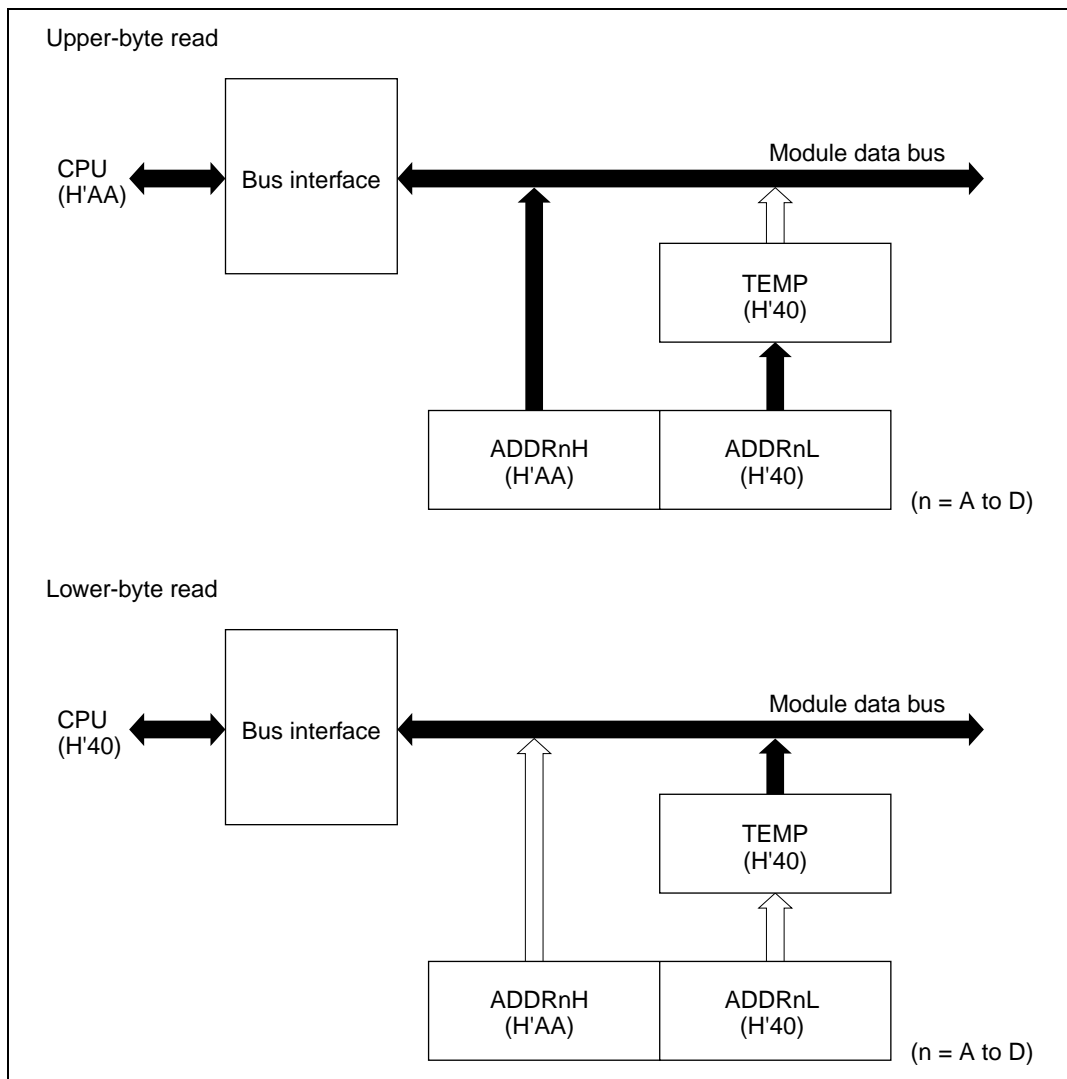 Upper-byte read
Module data bus
CPU
(H'AA)
Bus interface
TEMP
(H'40)
ADDRnH
(H'AA)
ADDRnL
(H'40)
(n = A to D)
Lower-byte read
Module data bus
CPU
(H'40)
Bus interface
TEMP
(H'40)
ADDRnH
(H'AA)
ADDRnL
(H'40)
(n = A to D)